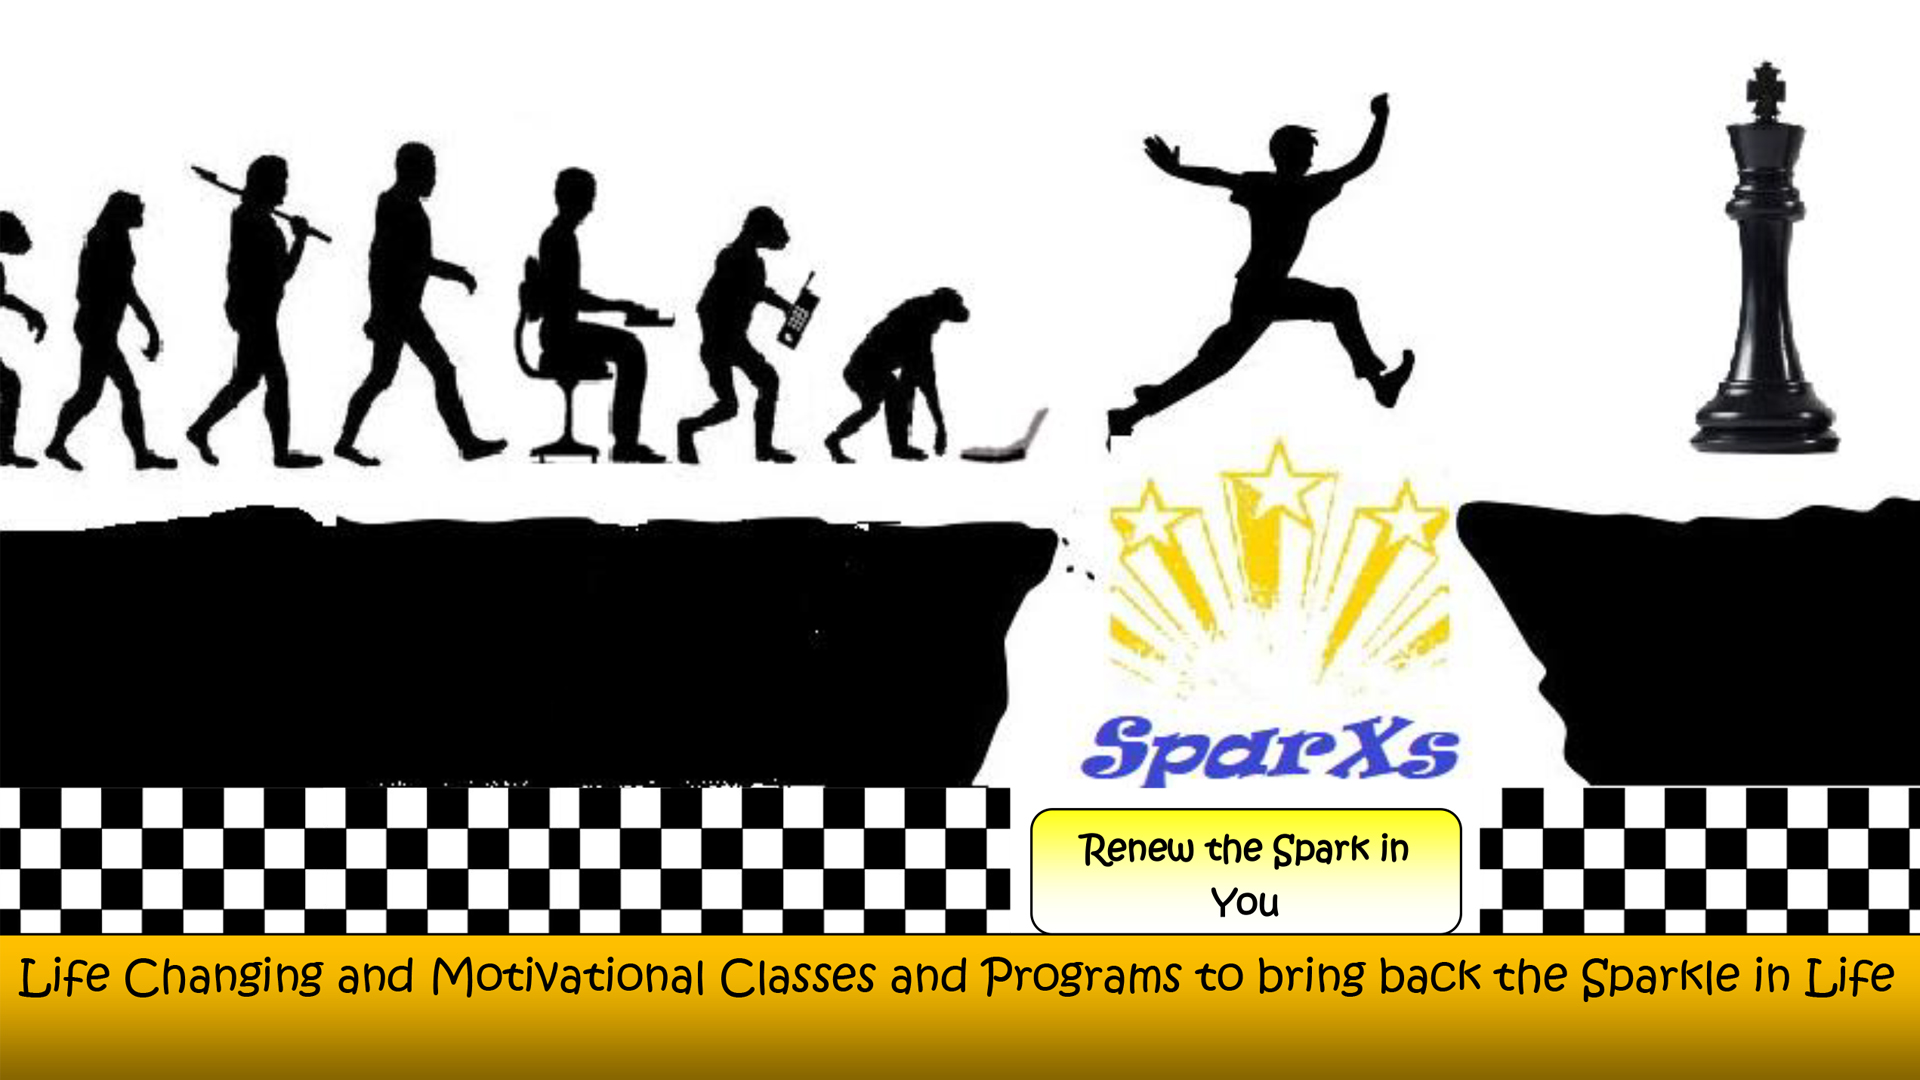 SparXs
Renew the Spark in
You
Life Changing and Motivational Classes and Programs to bring back the Sparkle in Life